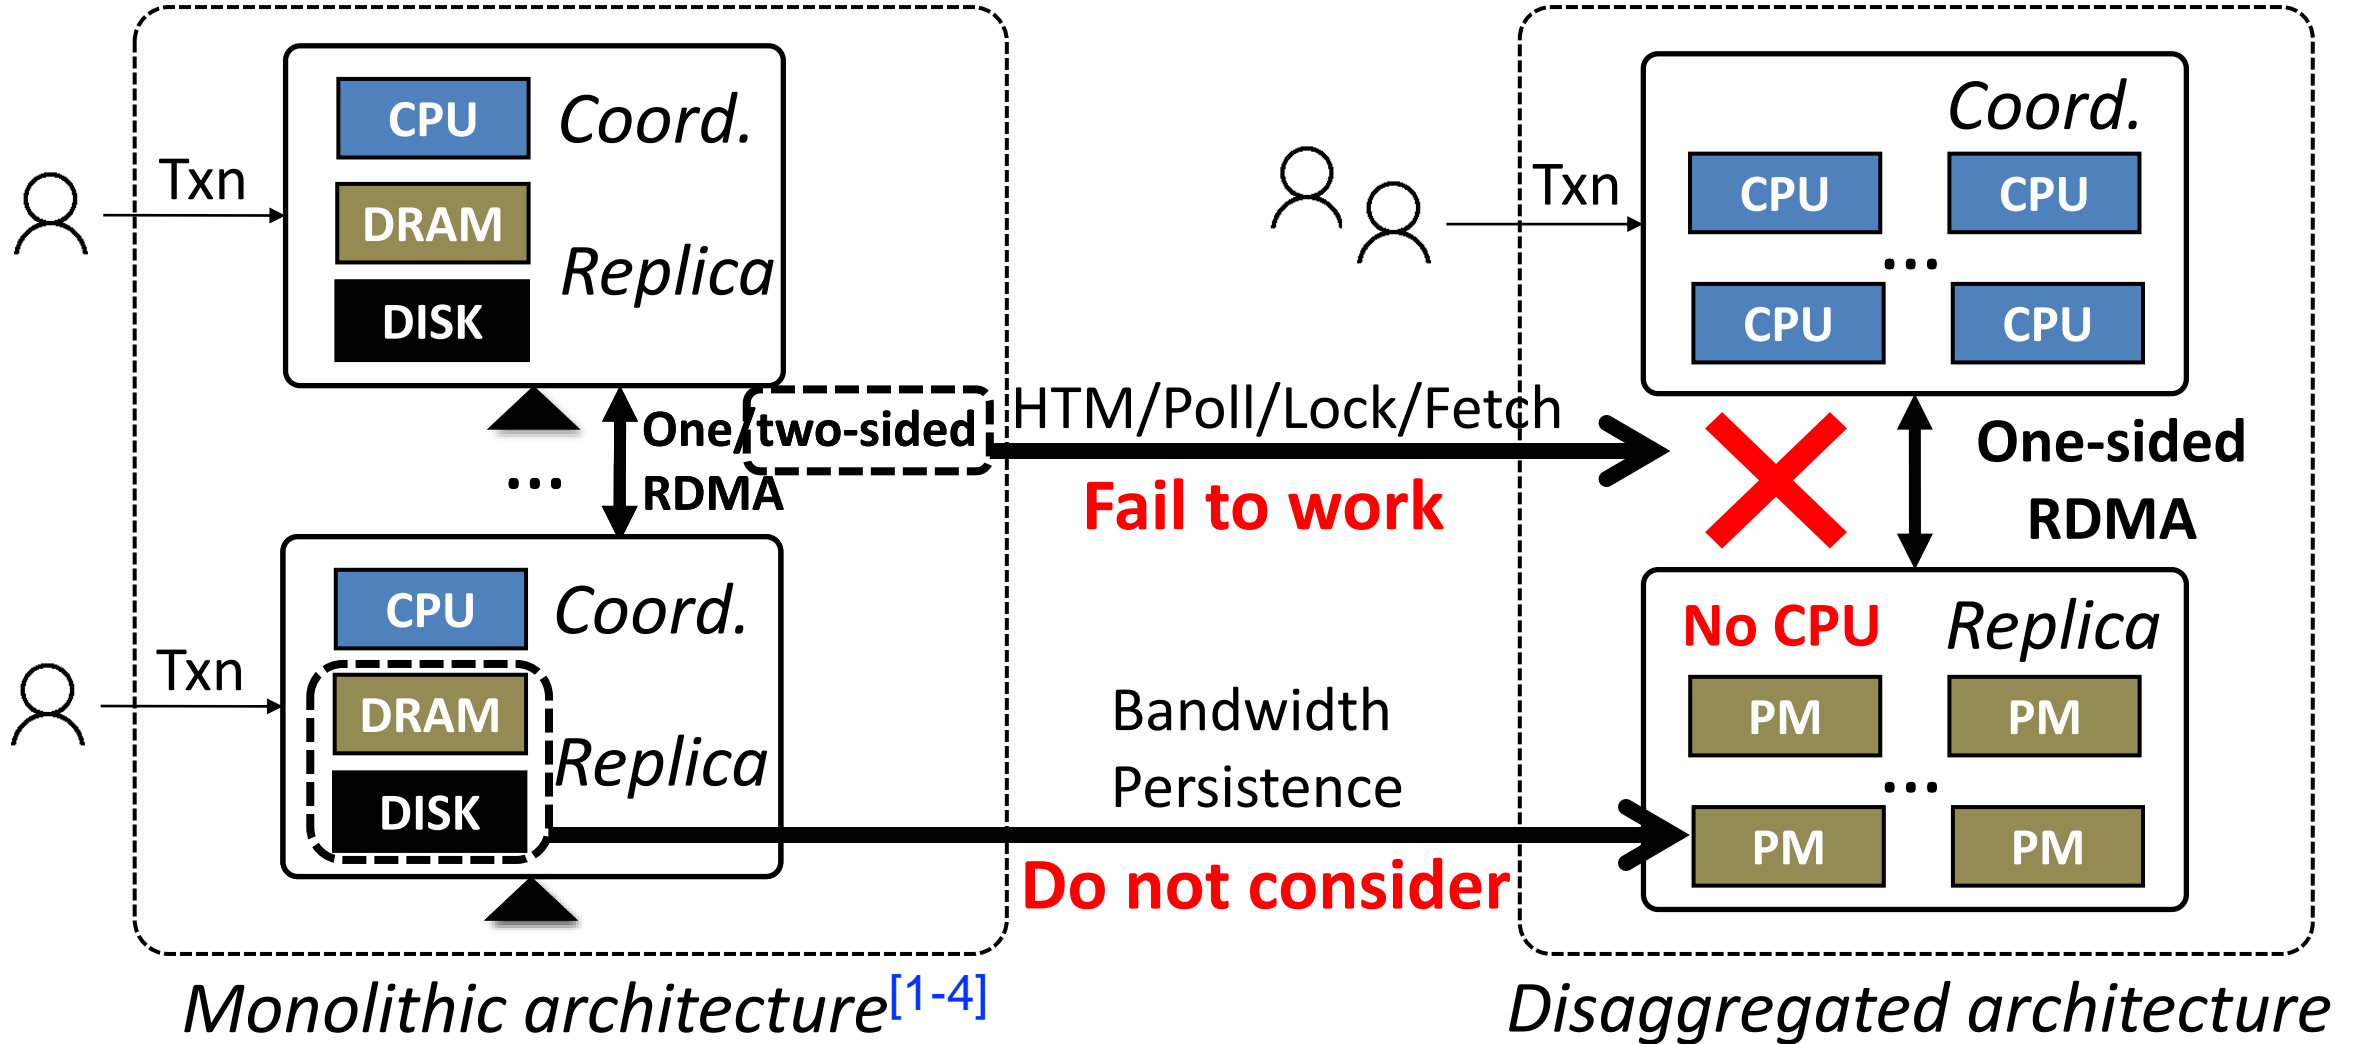 CPU
Coord.
DRAM
Replica
DISK
Txn
One/two-sided
RDMA
...
CPU
Coord.
DRAM
Replica
DISK
Txn
Monolithic architecture[1-4]
HTM/Poll/Lock/Fetch
Fail to work
Bandwidth
Persistence
Do not consider
Txn
Coord.
CPU CPU
...
CPU CPU
One-sided
RDMA
No CPU Replica
PM PM
...
PM PM
Disaggregated architecture